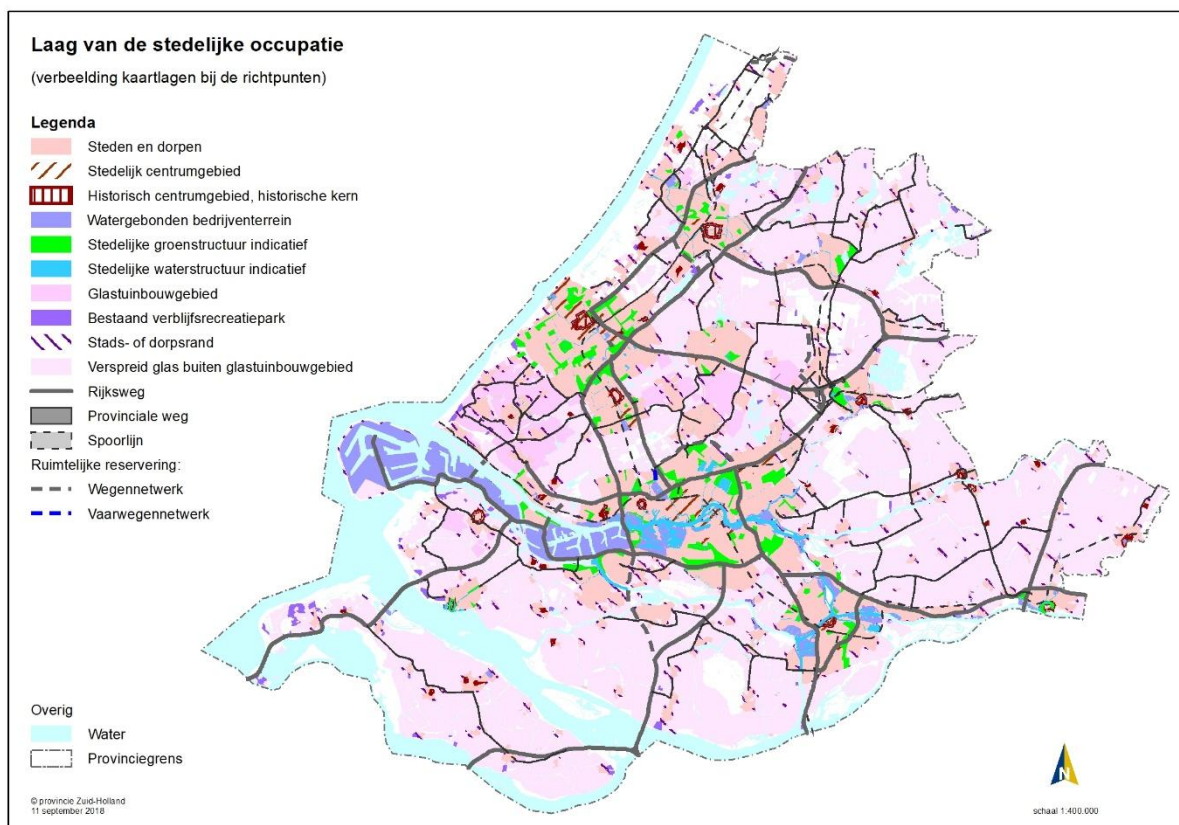 Laag van de stedelijke occupatie
(verbeelding kaartlagen bij de richtpunten)
Legenda
Steden en dorpen
Stedelijk centrumgebied
Historisch centrumgebied, historische kern
Watergebonden bedrijventerrein
Stedelijke groenstructuur indicatief
Stedelijke waterstructuur indicatief
Glastuinbouwgebied
Bestaand verblijfsrecreatiepark
Stads- of dorpsrand
Verspreid glas buiten glastuinbouwgebied
Rijksweg
Provinciale weg
Spoorlijn
Ruimtelijke reservering:
Wegennetwerk
Vaarwegennetwerk
Overig
Water
Provinciegrens
© provincie Zuid-Holland
11 september 2018
N
schaal 1:400.000